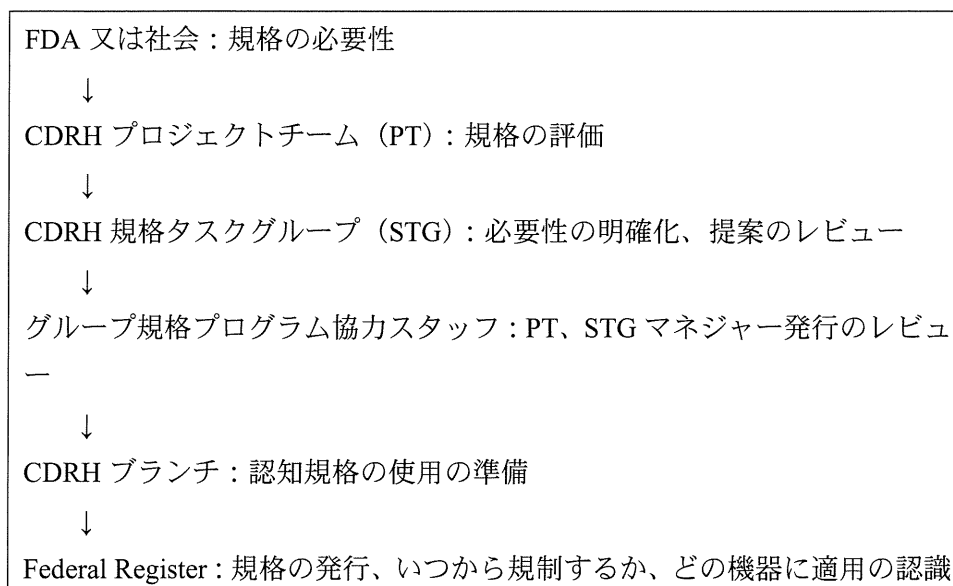 FDA 又は社会：規格の必要性
↓
CDRH プロジェクトチーム（PT）：規格の評価
↓
CDRH 規格タスクグループ（STG）：必要性の明確化、提案のレビュー
↓
グループ規格プログラム協力スタッフ：PT、STG マネジャー発行のレビュ
ー
↓
CDRH ブランチ：認知規格の使用の準備
↓
Federal Register：規格の発行、いつから規制するか、どの機器に適用の認識